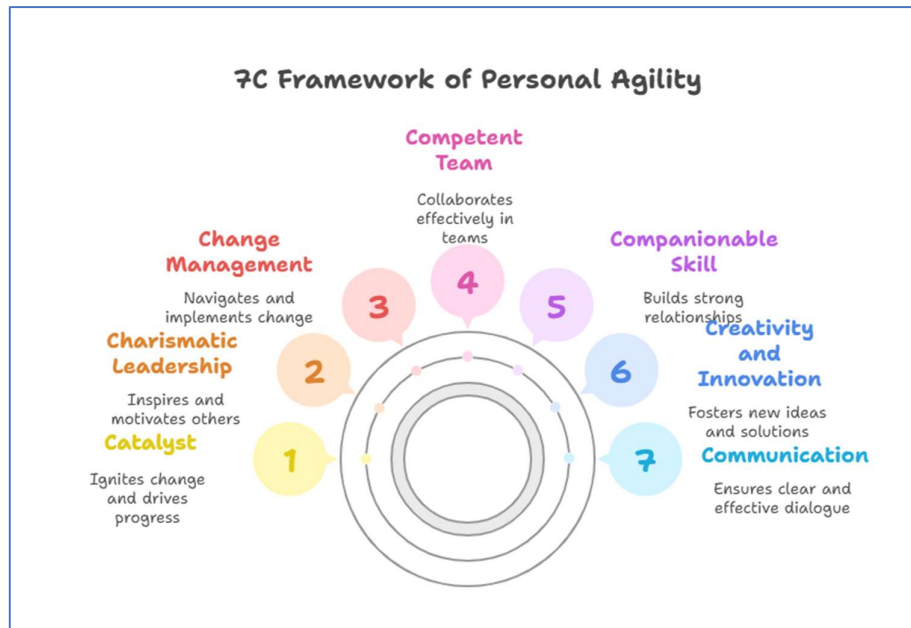 7C Framework of Personal Agility
Competent
Team
Collaborates
effectively in
teams
Change
Management
Navigates and
implements change
Companionable
Skill
Builds strong
relationships
Charismatic
Leadership
Inspires and
motivates others
Creativity
and
Innovation
Fosters new ideas
and solutions
Catalyst
Ignites change
and drives
progress
Communication
Ensures clear and
effective dialogue
1
2
3
4
5
6
7